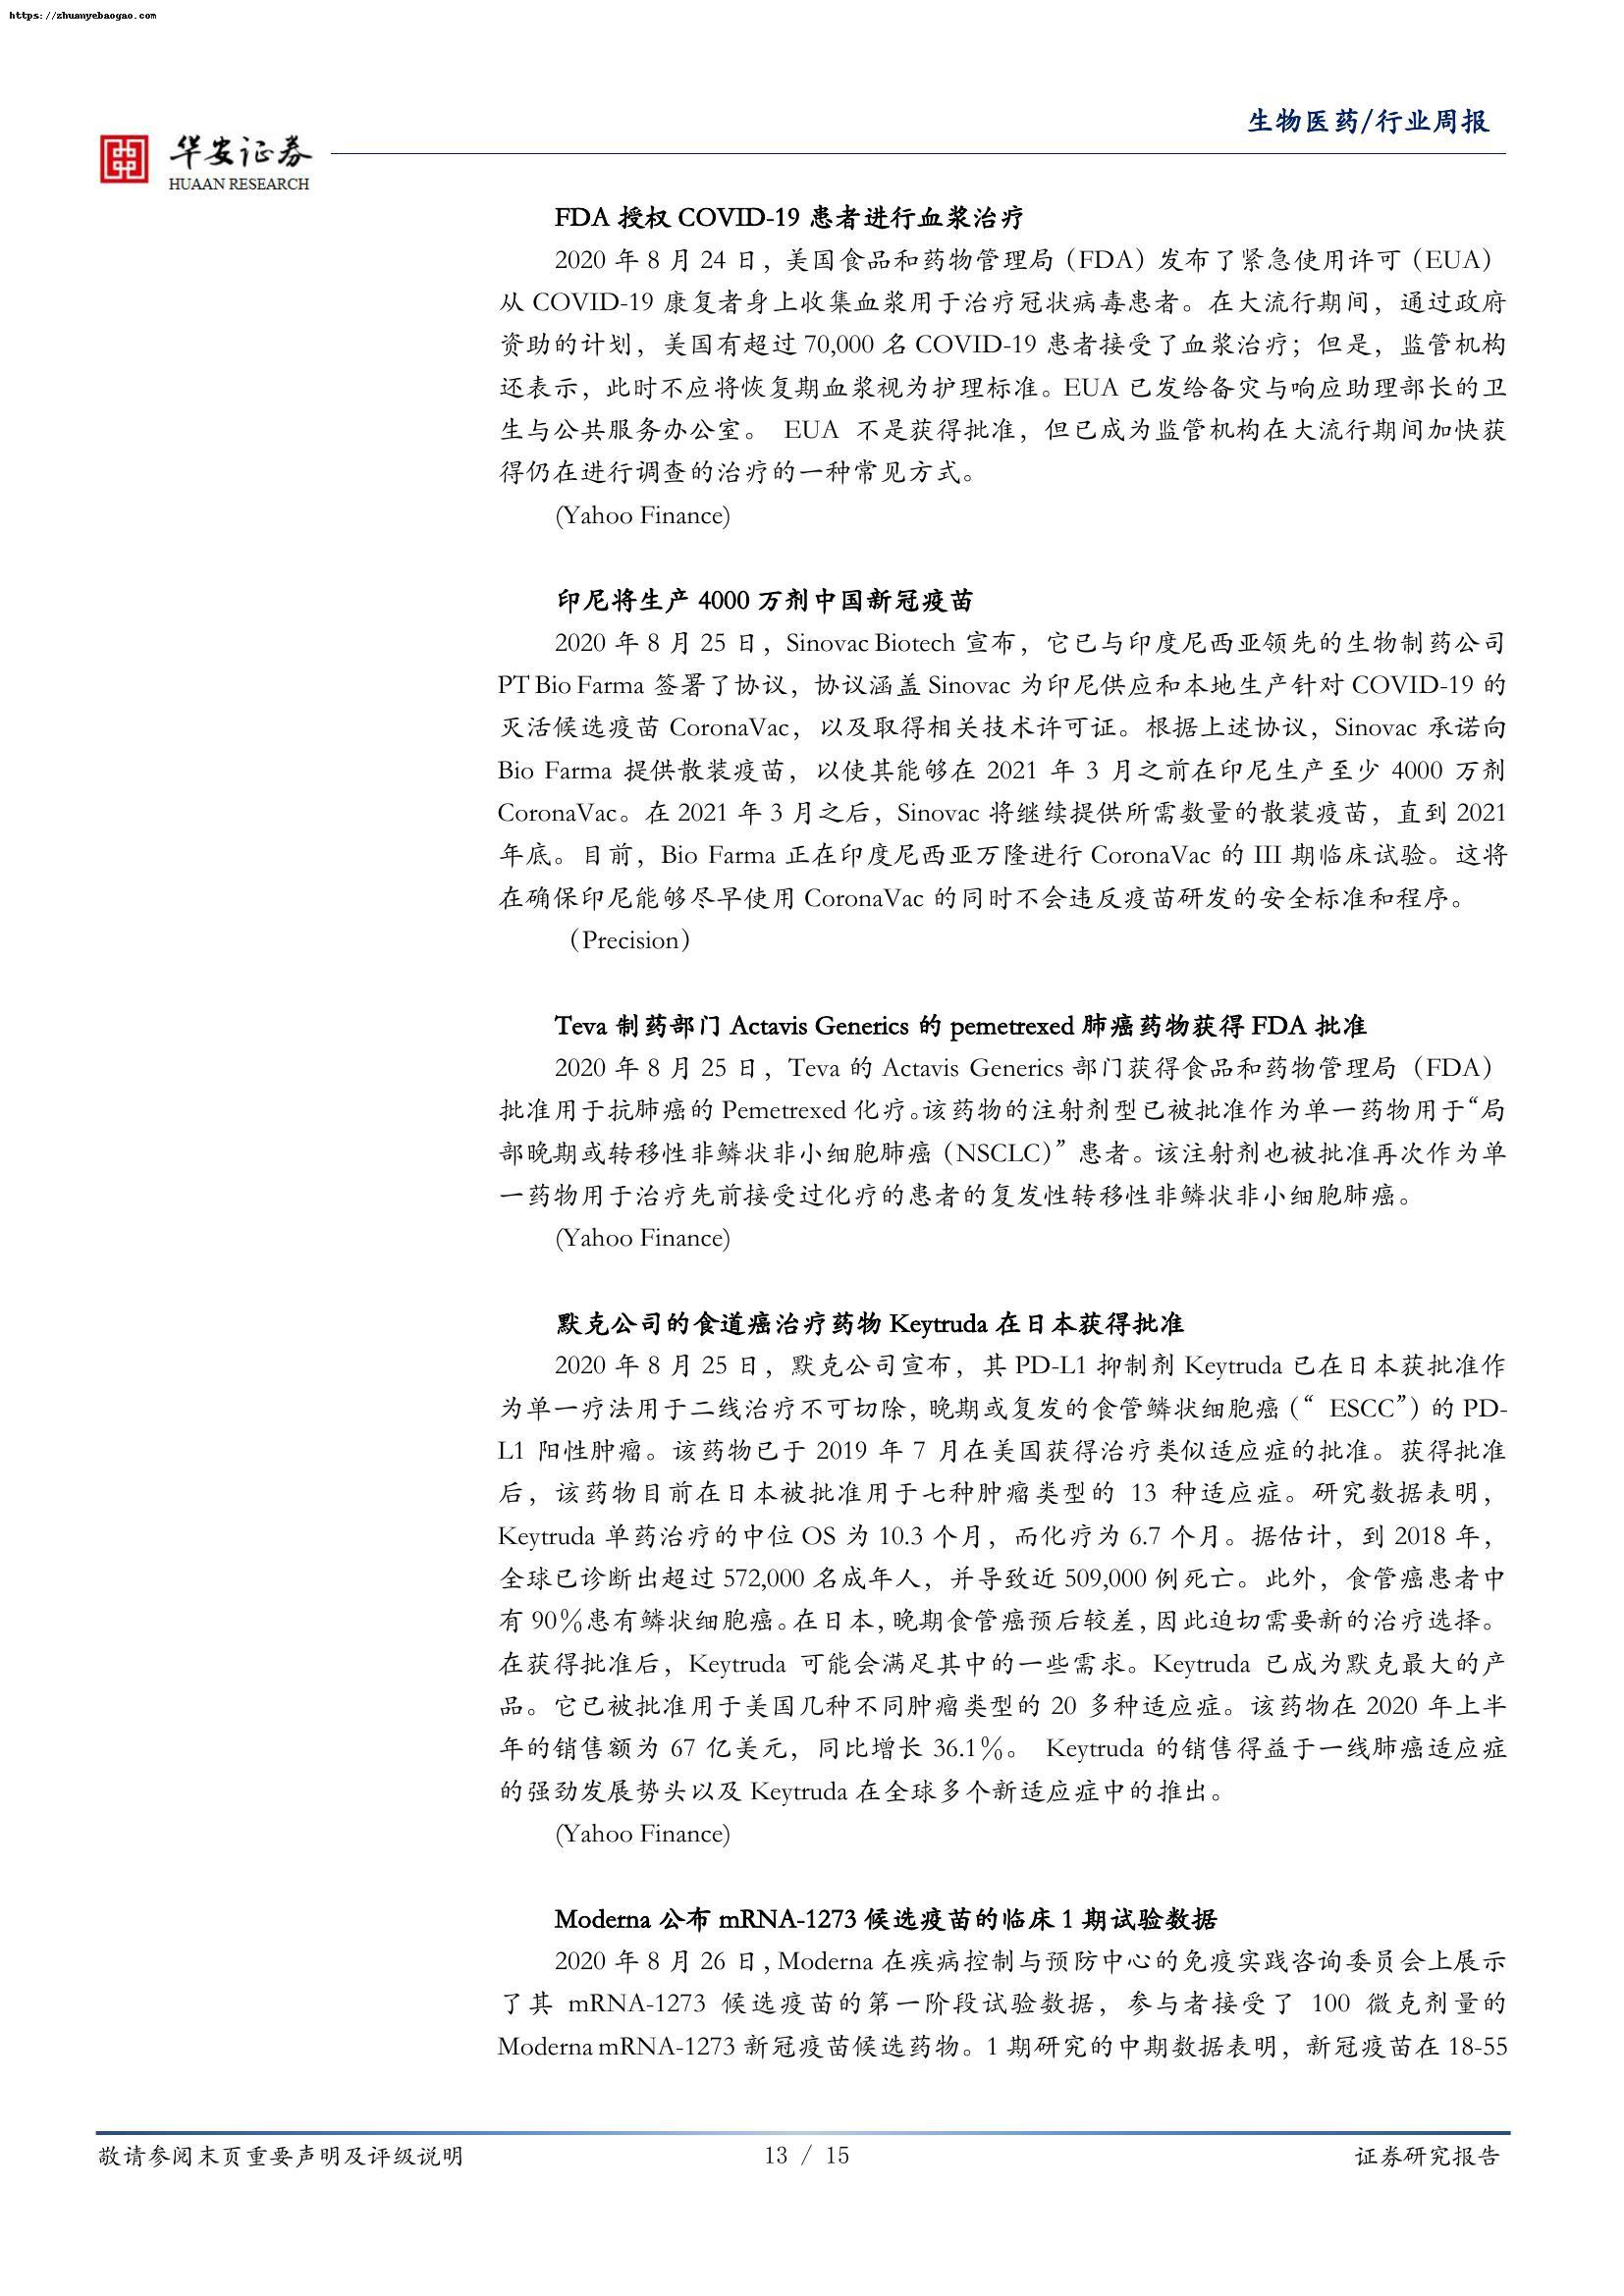 https://zhuanyebaogao.com
生物医药/行业周报
华安证券
HUAAN RESEARCH
FDA 授权 COVID-19 患者进行血浆治疗
2020 年 8 月 24 日，美国食品和药物管理局（FDA）发布了紧急使用许可（EUA）
从 COVID-19 康复者身上收集血浆用于治疗冠状病毒患者。在大流行期间，通过政府
资助的计划，美国有超过 70,000 名 COVID-19 患者接受了血浆治疗；但是，监管机构
还表示，此时不应将恢复期血浆视为护理标准。EUA 已发给备灾与响应助理部长的卫
生与公共服务办公室。 EUA 不是获得批准，但已成为监管机构在大流行期间加快获
得仍在进行调查的治疗的一种常见方式。
(Yahoo Finance)
印尼将生产 4000 万剂中国新冠疫苗
2020 年 8 月 25 日，Sinovac Biotech 宣布，它已与印度尼西亚领先的生物制药公司
PT Bio Farma 签署了协议，协议涵盖 Sinovac 为印尼供应和本地生产针对 COVID-19 的
灭活候选疫苗 CoronaVac，以及取得相关技术许可证。根据上述协议，Sinovac 承诺向
Bio Farma 提供散装疫苗，以使其能够在 2021 年 3 月之前在印尼生产至少 4000 万剂
CoronaVac。在 2021 年 3 月之后，Sinovac 将继续提供所需数量的散装疫苗，直到 2021
年底。目前，Bio Farma 正在印度尼西亚万隆进行 CoronaVac 的 III 期临床试验。这将
在确保印尼能够尽早使用 CoronaVac 的同时不会违反疫苗研发的安全标准和程序。
（Precision）
Teva 制药部门 Actavis Generics 的 pemetrexed 肺癌药物获得 FDA 批准
2020 年 8 月 25 日，Teva 的 Actavis Generics 部门获得食品和药物管理局（FDA）
批准用于抗肺癌的 Pemetrexed 化疗。该药物的注射剂型已被批准作为单一药物用于“局
部晚期或转移性非鳞状非小细胞肺癌（NSCLC）”患者。该注射剂也被批准再次作为单
一药物用于治疗先前接受过化疗的患者的复发性转移性非鳞状非小细胞肺癌。
(Yahoo Finance)
默克公司的食道癌治疗药物 Keytruda 在日本获得批准
2020 年 8 月 25 日，默克公司宣布，其 PD-L1 抑制剂 Keytruda 已在日本获批准作
为单一疗法用于二线治疗不可切除，晚期或复发的食管鳞状细胞癌（“ ESCC”）的 PD-
L1 阳性肿瘤。该药物已于 2019 年 7 月在美国获得治疗类似适应症的批准。获得批准
后，该药物目前在日本被批准用于七种肿瘤类型的 13 种适应症。研究数据表明，
Keytruda 单药治疗的中位 OS 为 10.3 个月，而化疗为 6.7 个月。据估计，到 2018 年，
全球已诊断出超过 572,000 名成年人，并导致近 509,000 例死亡。此外，食管癌患者中
有 90%患有鳞状细胞癌。在日本，晚期食管癌预后较差，因此迫切需要新的治疗选择。
在获得批准后，Keytruda 可能会满足其中的一些需求。Keytruda 已成为默克最大的产
品。它已被批准用于美国几种不同肿瘤类型的 20 多种适应症。该药物在 2020 年上半
年的销售额为 67 亿美元，同比增长 36.1%。 Keytruda 的销售得益于一线肺癌适应症
的强劲发展势头以及 Keytruda 在全球多个新适应症中的推出。
(Yahoo Finance)
Moderna 公布 mRNA-1273 候选疫苗的临床 1 期试验数据
2020 年 8 月 26 日，Moderna 在疾病控制与预防中心的免疫实践咨询委员会上展示
了其 mRNA-1273 候选疫苗的第一阶段试验数据，参与者接受了 100 微克剂量的
Moderna mRNA-1273 新冠疫苗候选药物。1 期研究的中期数据表明，新冠疫苗在 18-55
敬请参阅末页重要声明及评级说明
13 / 15
证券研究报告